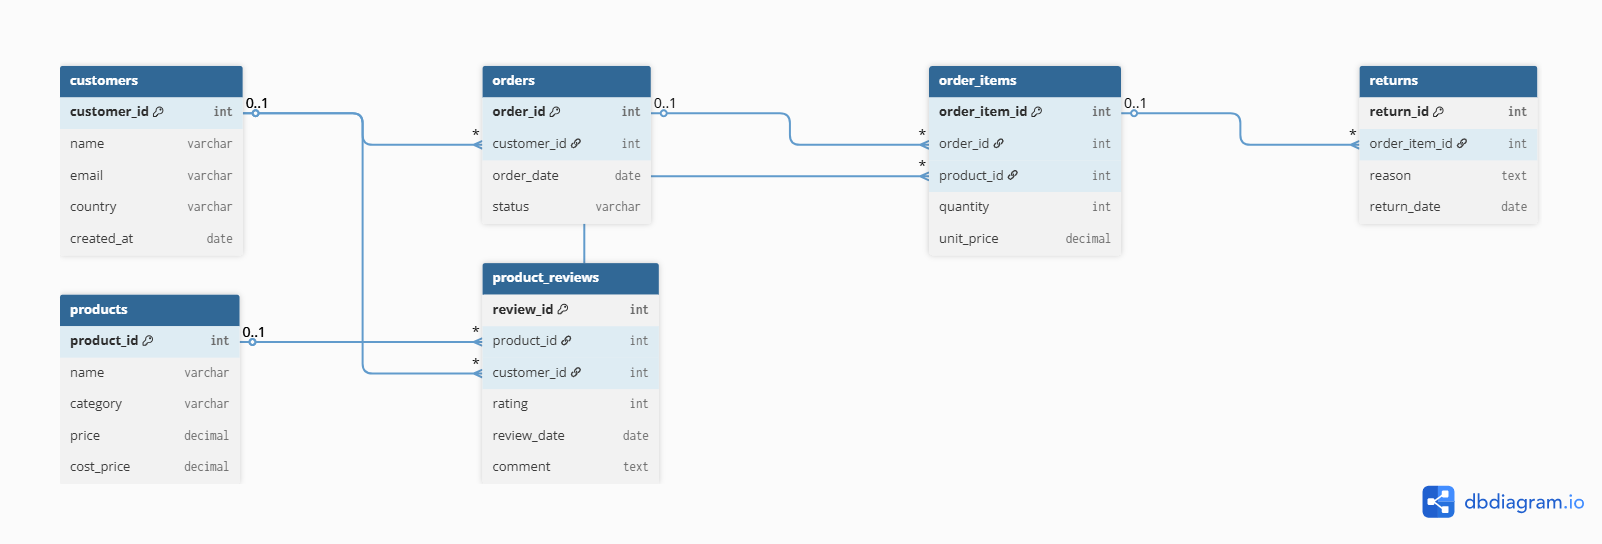 customers
customer_id int
name varchar
email varchar
country varchar
created_at date
0..1
*
orders
order_id int
customer_id int
order_date date
status varchar
0..1
*
*
order_items
order_item_id int
order_id int
product_id int
quantity int
unit_price decimal
0..1
*
returns
return_id int
order_item_id int
reason text
return_date date
products
product_id int
name varchar
category varchar
price decimal
cost_price decimal
0..1
*
*
product_reviews
review_id int
product_id int
customer_id int
rating int
review_date date
comment text
dbdiagram.io